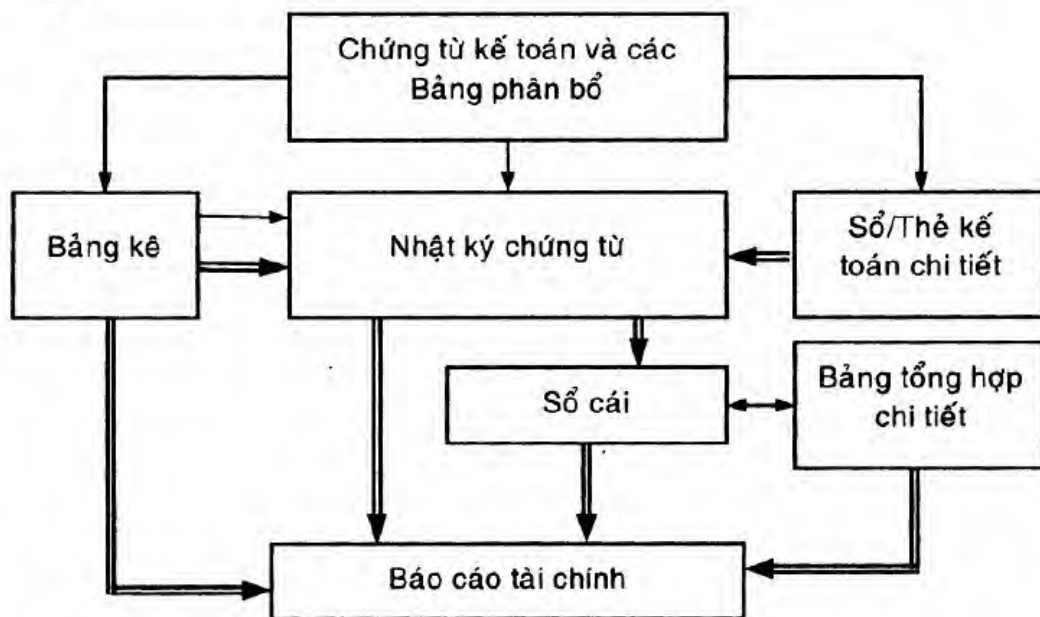 Chứng từ kế toán và các
Bảng phân bổ
Bảng kê
Nhật ký chứng từ
Sổ/Thẻ kế
toán chi tiết
Sổ cái
Bảng tổng hợp
chi tiết
Báo cáo tài chính